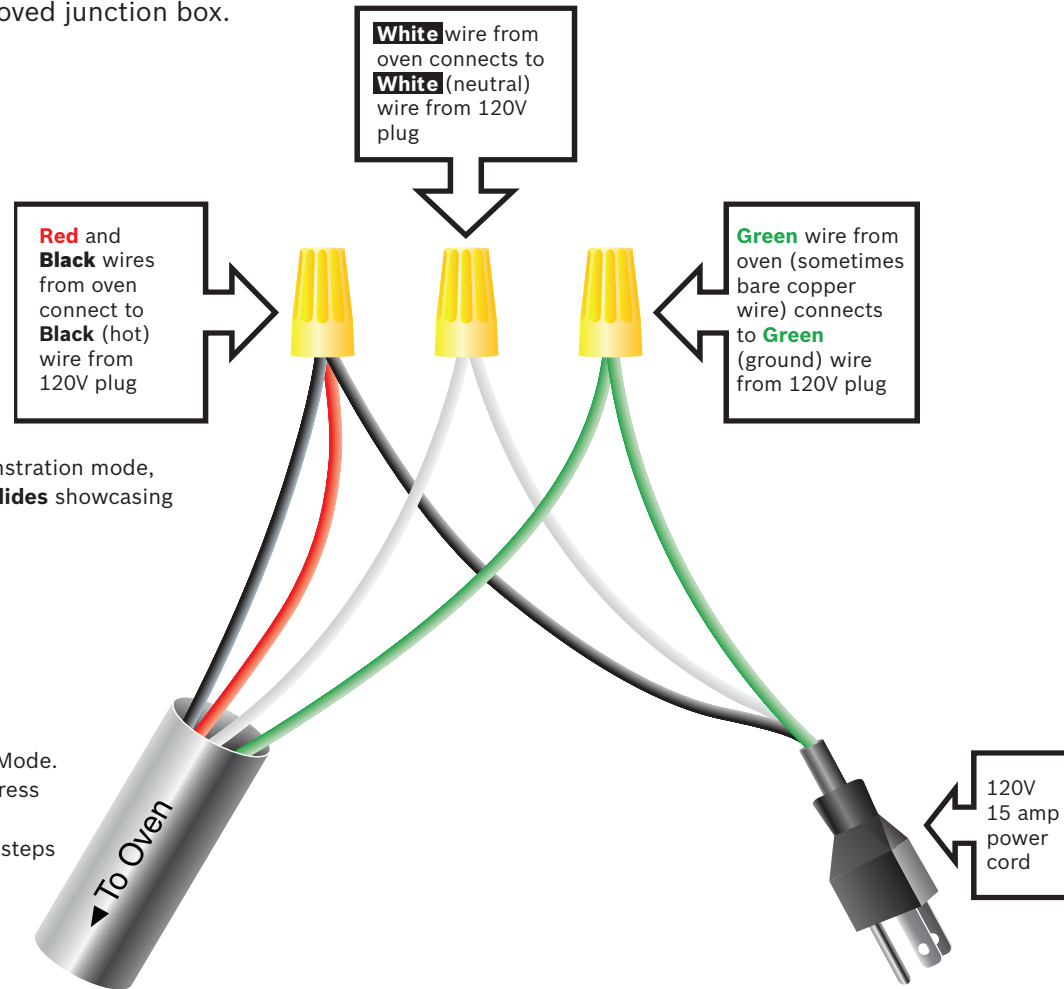 oved junction box.
White wire from
oven connects to
White (neutral)
wire from 120V
plug
Red and
Black wires
from oven
connect to
Black (hot)
wire from
120V plug
Green wire from
oven (sometimes
bare copper
wire) connects
to Green
(ground) wire
from 120V plug
nstration mode,
lides showcasing
Mode.
ress
steps
◄ To Oven
120V
15 amp
power
cord